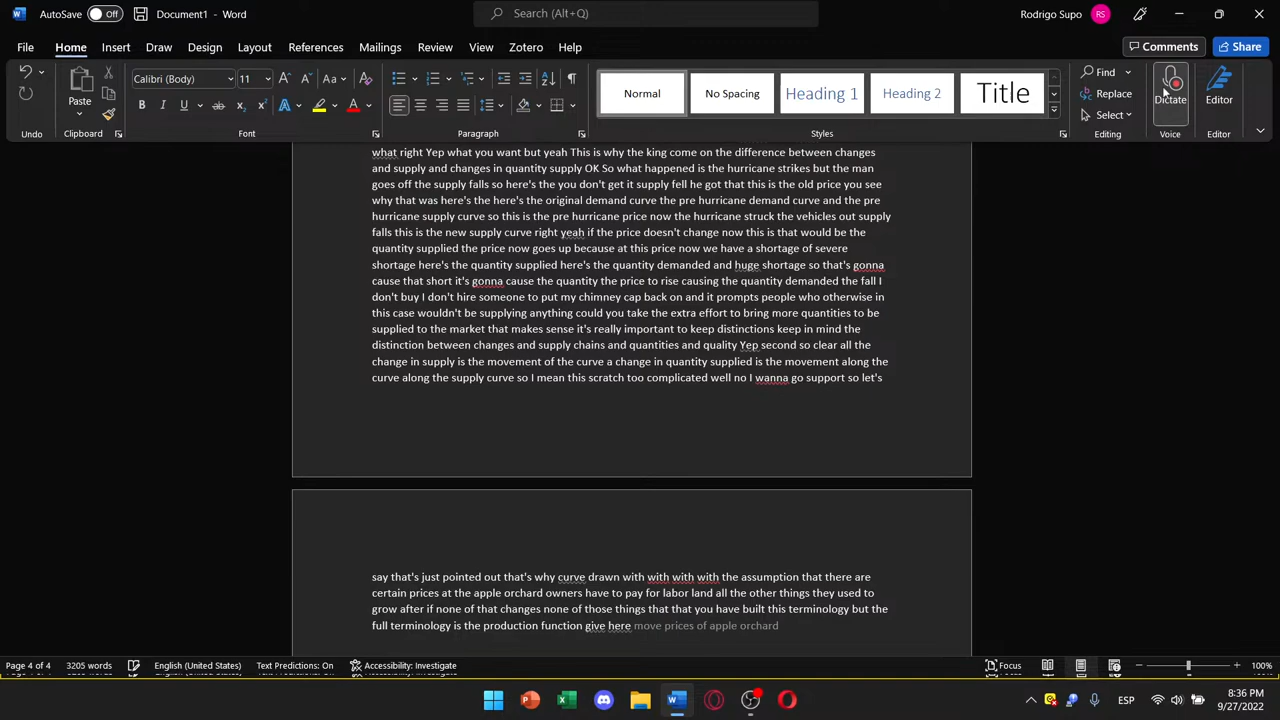 AutoSave Off Document1 - Word Search (Alt+Q) Rodrigo Supo RS
File Home Insert Draw Design Layout References Mailings Review View Zotero Help Comments Share
Calibri (Body) 11 Aa Normal No Spacing Heading 1 Heading 2 Title Find
Paste Replace Dictate Editor
B I U ab x₂ x² A A Select
Undo Clipboard Font Paragraph Styles Editing Voice Editor
what right Yep what you want but yeah This is why the king come on the difference between changes
and supply and changes in quantity supply OK So what happened is the hurricane strikes but the man
goes off the supply falls so here's the you don't get it supply fell he got that this is the old price you see
why that was here's the here's the original demand curve the pre hurricane demand curve and the pre
hurricane supply curve so this is the pre hurricane price now the hurricane struck the vehicles out supply
falls this is the new supply curve right yeah if the price doesn't change now this is that would be the
quantity supplied the price now goes up because at this price now we have a shortage of severe
shortage here's the quantity supplied here's the quantity demanded and huge shortage so that's gonna
cause that short it's gonna cause the quantity the price to rise causing the quantity demanded the fall I
don't buy I don't hire someone to put my chimney cap back on and it prompts people who otherwise in
this case wouldn't be supplying anything could you take the extra effort to bring more quantities to be
supplied to the market that makes sense it's really important to keep distinctions keep in mind the
distinction between changes and supply chains and quantities and quality Yep second so clear all the
change in supply is the movement of the curve a change in quantity supplied is the movement along the
curve along the supply curve so I mean this scratch too complicated well no I wanna go support so let's
say that's just pointed out that's why curve drawn with with with with the assumption that there are
certain prices at the apple orchard owners have to pay for labor land all the other things they used to
grow after if none of that changes none of those things that that you have built this terminology but the
full terminology is the production function give here move prices of apple orchard
Page 4 of 4 3205 words English (United States) Text Predictions: On Accessibility: Investigate Focus 100%
ESP 8:36 PM
9/27/2022